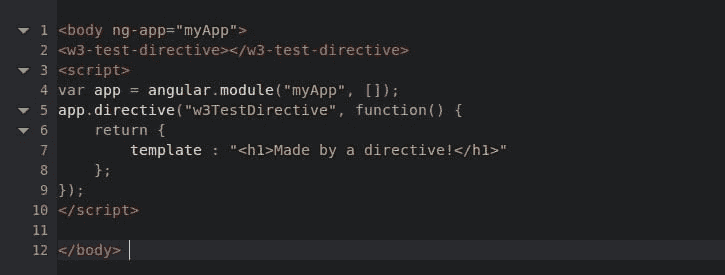 1 <body ng-app="myApp">
2 <w3-test-directive></w3-test-directive>
3 <script>
4 var app = angular.module("myApp", []);
5 app.directive("w3TestDirective", function() {
6     return {
7         template : "<h1>Made by a directive!</h1>"
8     };
9 });
10 </script>
11
12 </body>